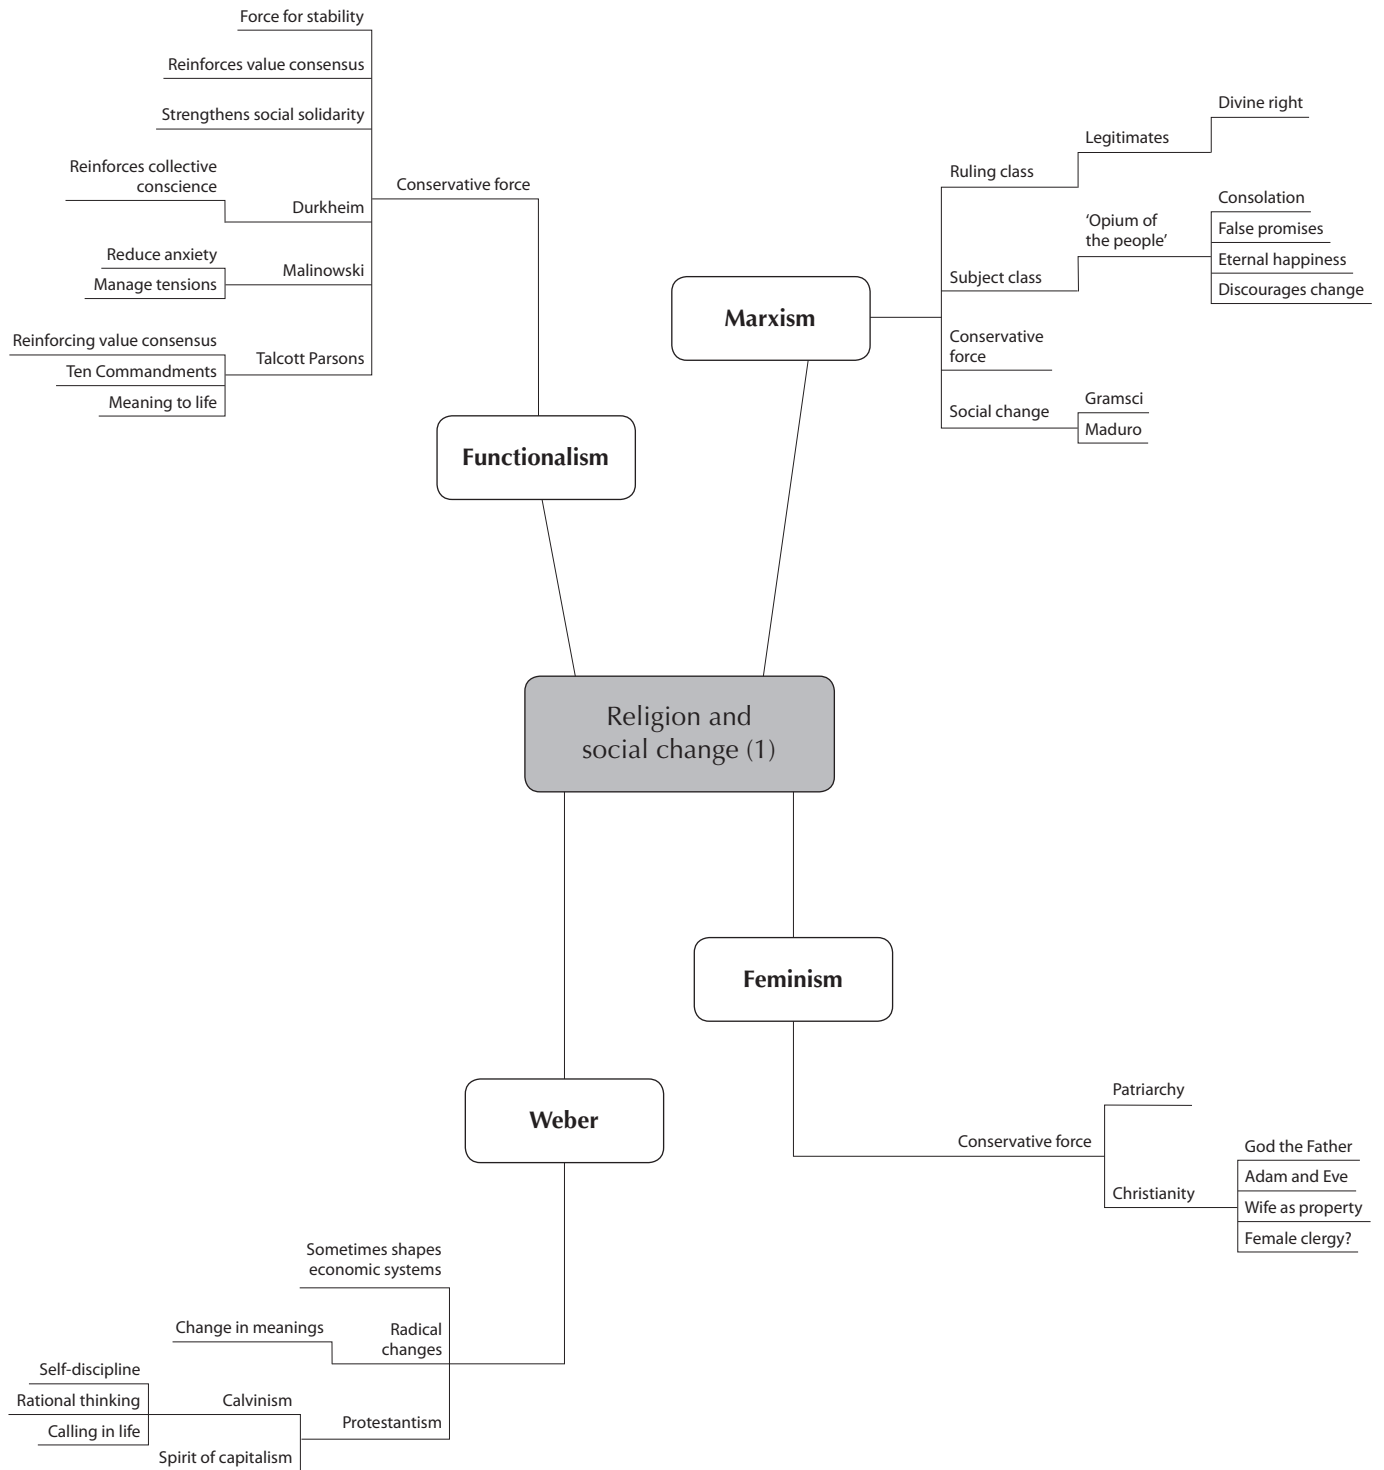 Force for stability
Reinforces value consensus
Strengthens social solidarity
Reinforces collective
conscience
Durkheim
Conservative force
Reduce anxiety
Manage tensions
Malinowski
Reinforcing value consensus
Ten Commandments
Meaning to life
Talcott Parsons
Functionalism
Divine right
Legitimates
Ruling class
Consolation
False promises
Eternal happiness
Discourages change
‘Opium of
the people’
Subject class
Marxism
Conservative
force
Social change
Gramsci
Maduro
Religion and
social change (1)
Feminism
Weber
Patriarchy
Conservative force
God the Father
Adam and Eve
Wife as property
Female clergy?
Christianity
Sometimes shapes
economic systems
Change in meanings
Radical
changes
Self-discipline
Rational thinking
Calling in life
Calvinism
Protestantism
Spirit of capitalism